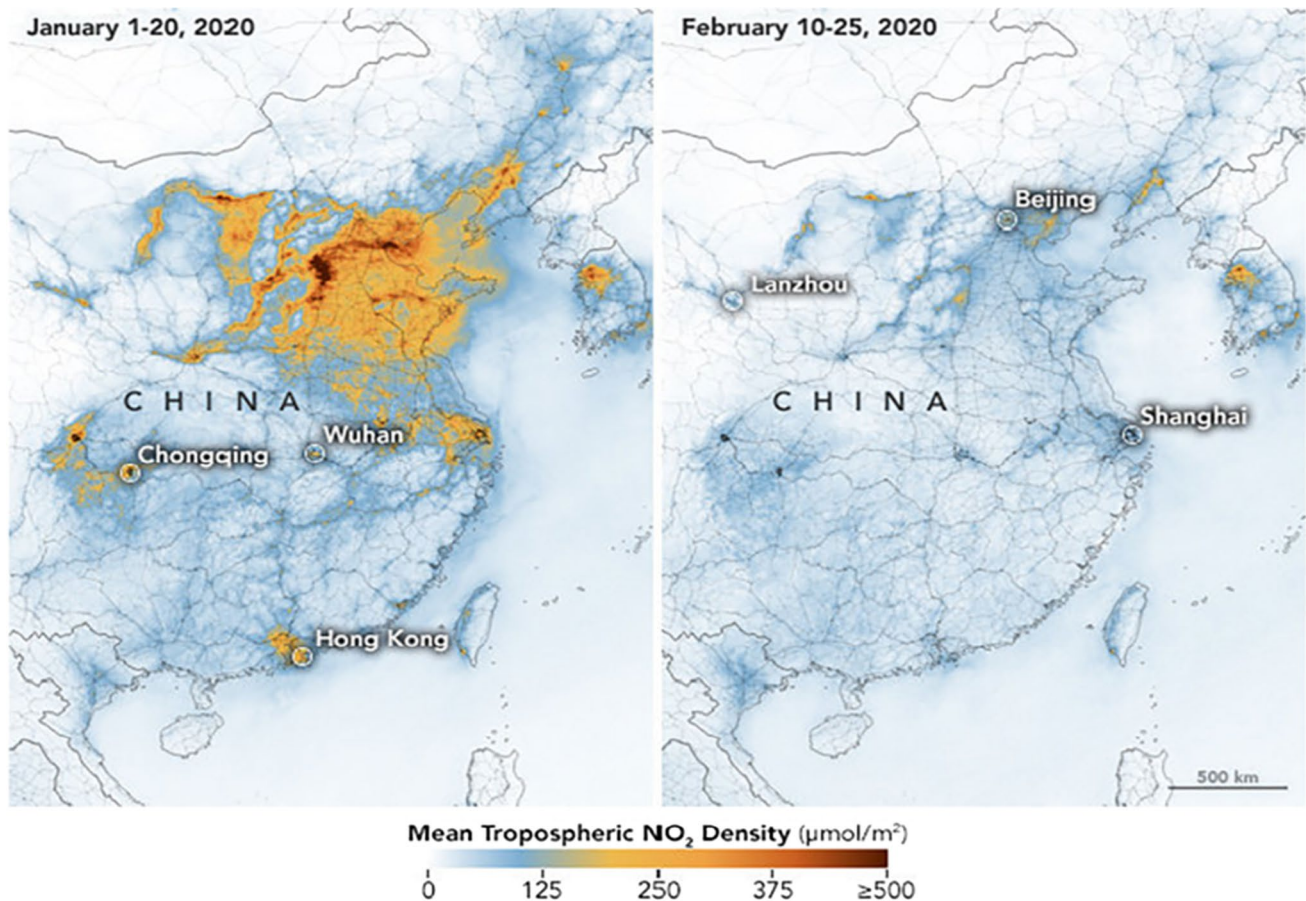 January 1-20, 2020
CHINA
Wuhan
Chongqing
Hong Kong
February 10-25, 2020
Beijing
Lanzhou
CHINA
Shanghai
500 km
Mean Tropospheric NO₂ Density (µmol/m²)
0 125 250 375 ≥500